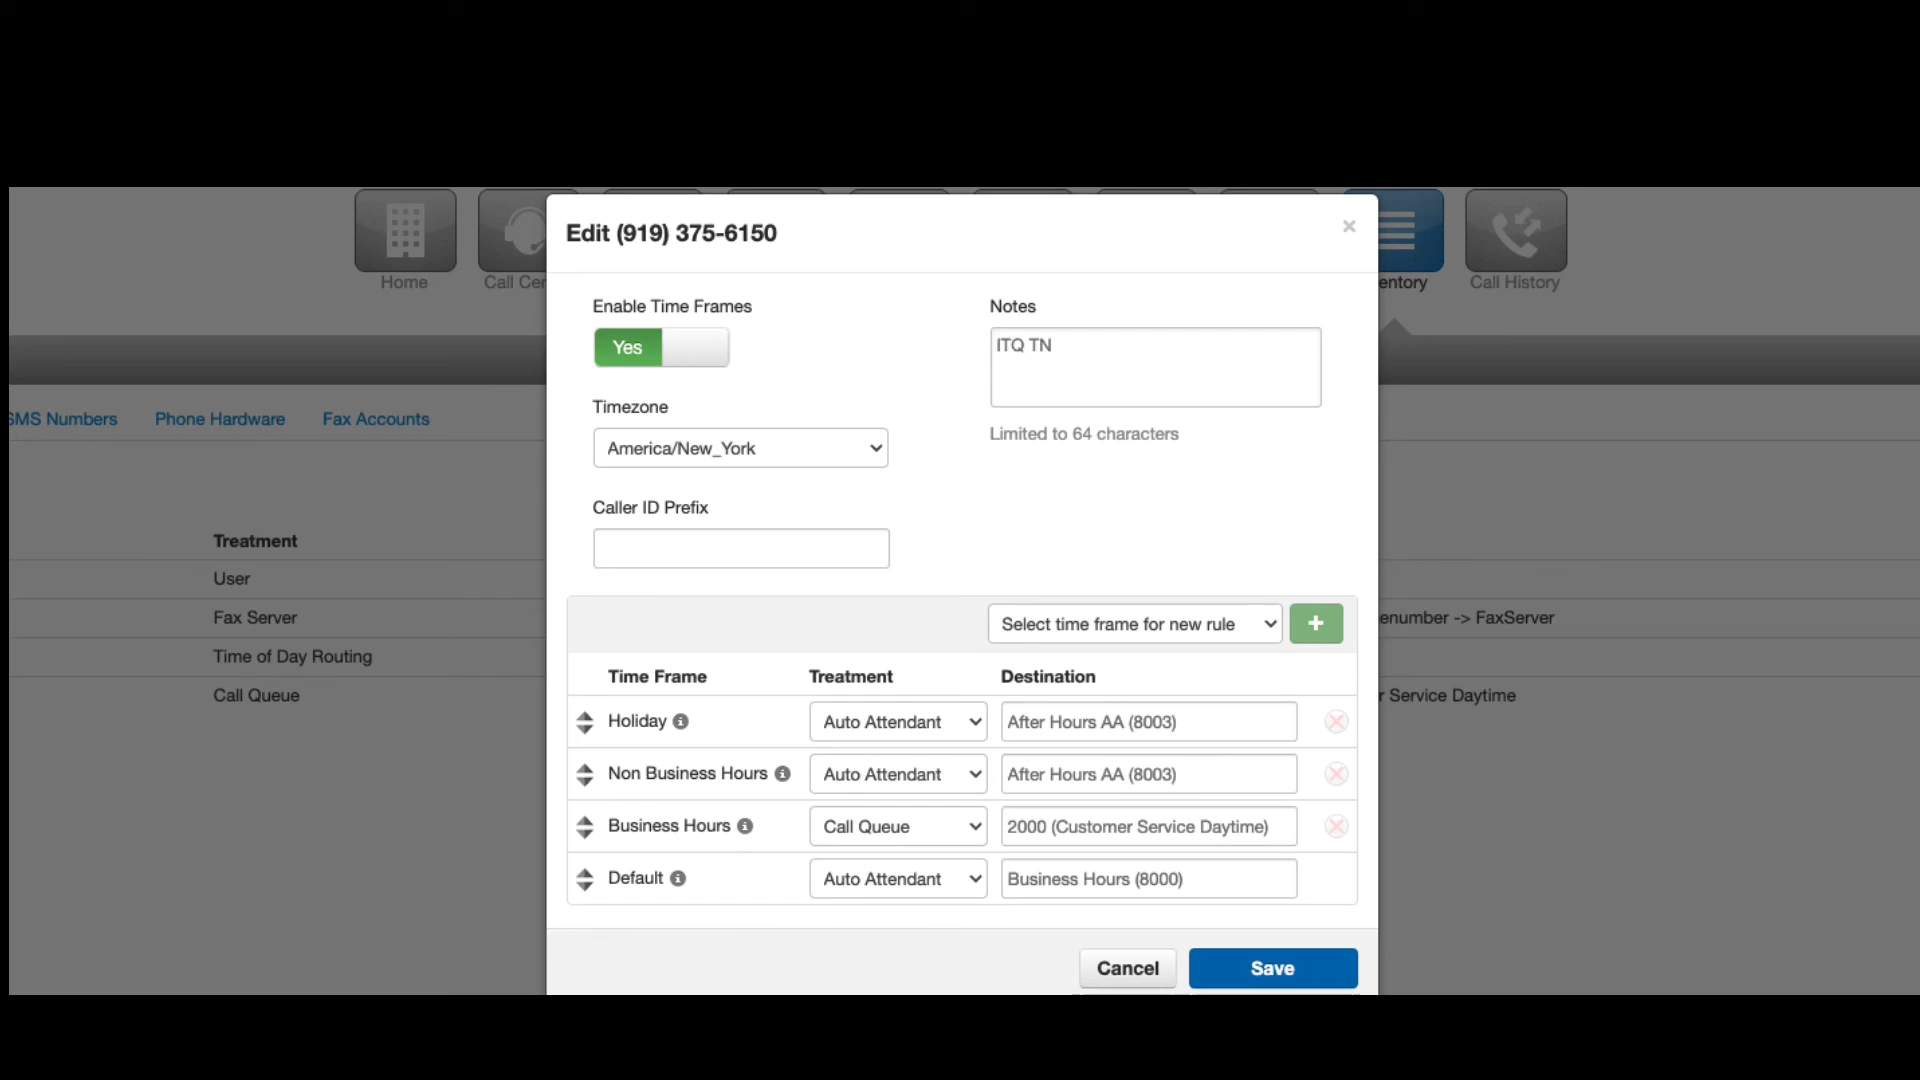 Edit (919) 375-6150
×
Home
Call Cen
entory
Call History
Enable Time Frames
Yes
Notes
ITQ TN
Limited to 64 characters
Timezone
America/New_York
SMS Numbers
Phone Hardware
Fax Accounts
Caller ID Prefix
Treatment
User
Fax Server
Time of Day Routing
Call Queue
enumber -> FaxServer
r Service Daytime
Select time frame for new rule
+
Time Frame Treatment Destination
Holiday Auto Attendant After Hours AA (8003)
Non Business Hours Auto Attendant After Hours AA (8003)
Business Hours Call Queue 2000 (Customer Service Daytime)
Default Auto Attendant Business Hours (8000)
Cancel
Save